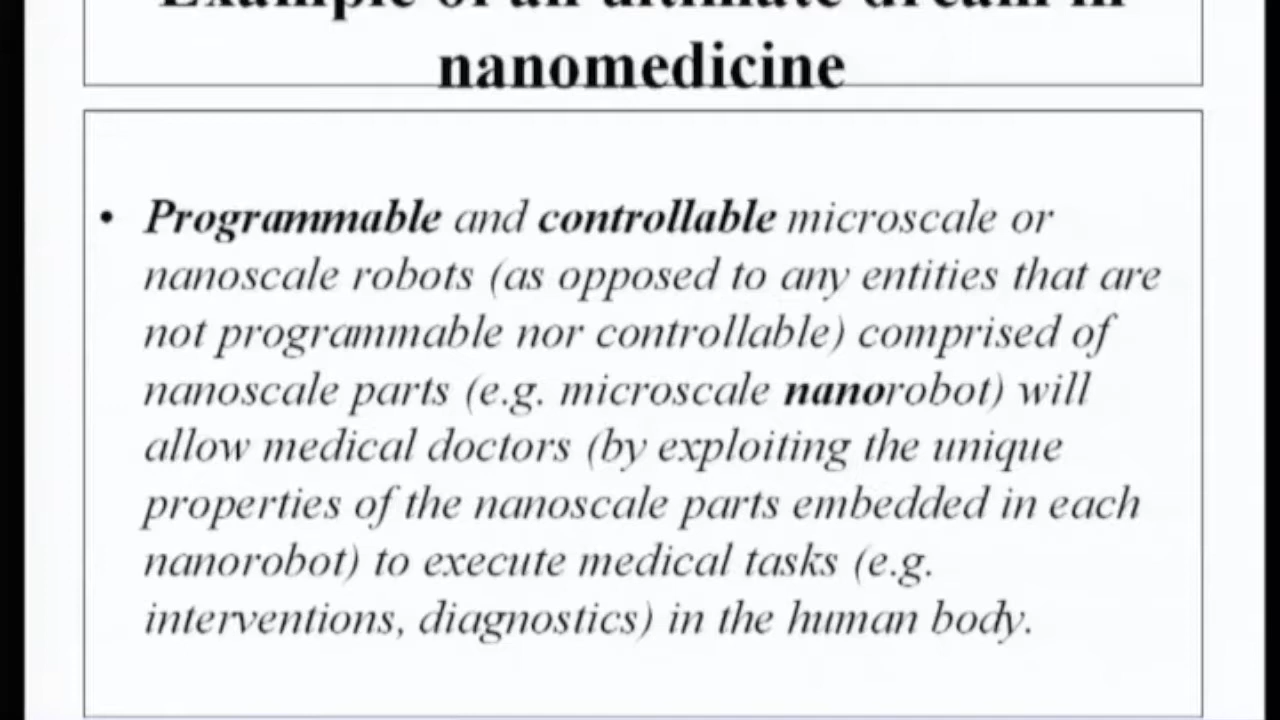 Example of an ultimate dream in
nanomedicine
• Programmable and controllable microscale or
nanoscale robots (as opposed to any entities that are
not programmable nor controllable) comprised of
nanoscale parts (e.g. microscale nanorobot) will
allow medical doctors (by exploiting the unique
properties of the nanoscale parts embedded in each
nanorobot) to execute medical tasks (e.g.
interventions, diagnostics) in the human body.